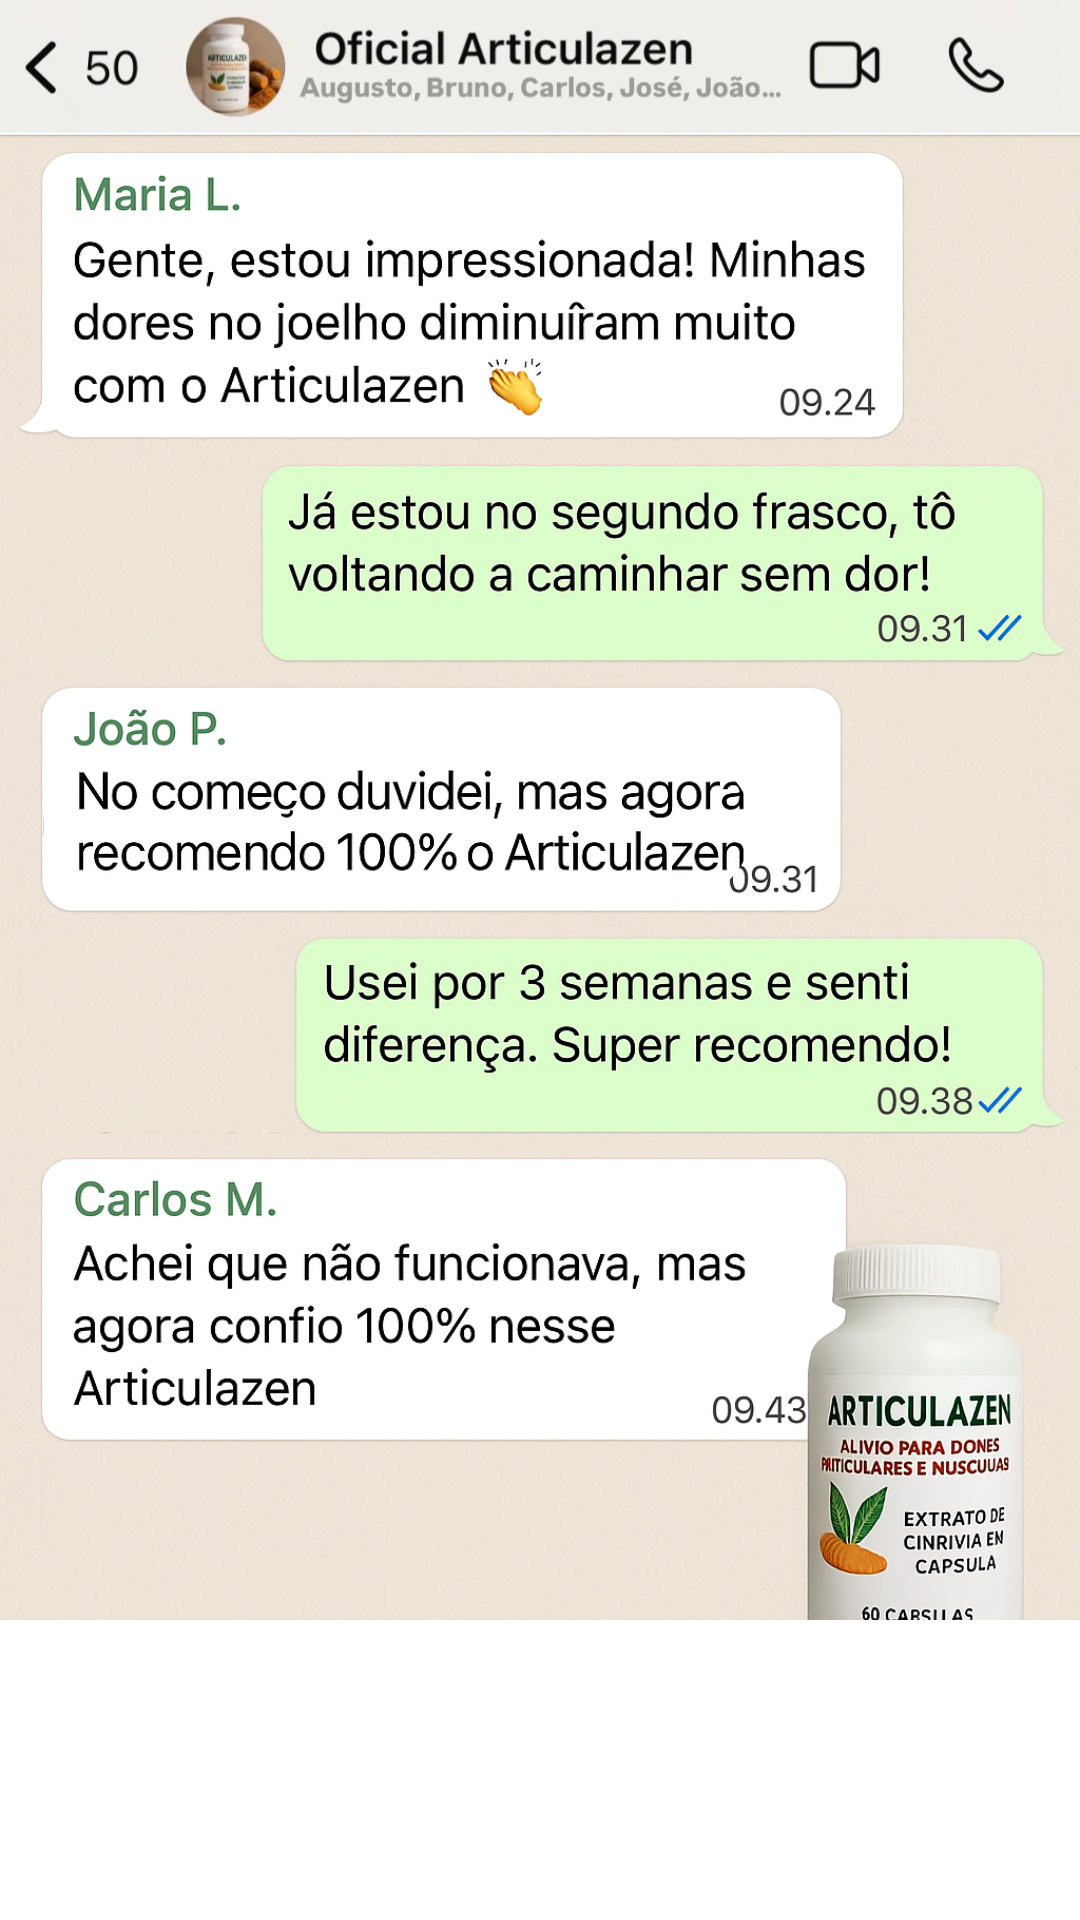 50
Oficial Articulazen
Augusto, Bruno, Carlos, José, João...
Maria L.
Gente, estou impressionada! Minhas
dores no joelho diminuíram muito
com o Articulazen 👏
09.24
Já estou no segundo frasco, tô
voltando a caminhar sem dor!
09.31
João P.
No começo duvidei, mas agora
recomendo 100% o Articulazen
09.31
Usei por 3 semanas e senti
diferença. Super recomendo!
09.38
Carlos M.
Achei que não funcionava, mas
agora confio 100% nesse
Articulazen
09.43
ARTICULAZEN
ALIVIO PARA DONES
E NUSCUUAS
EXTRATO DE
CINRIVIA EN
CAPSULA
60